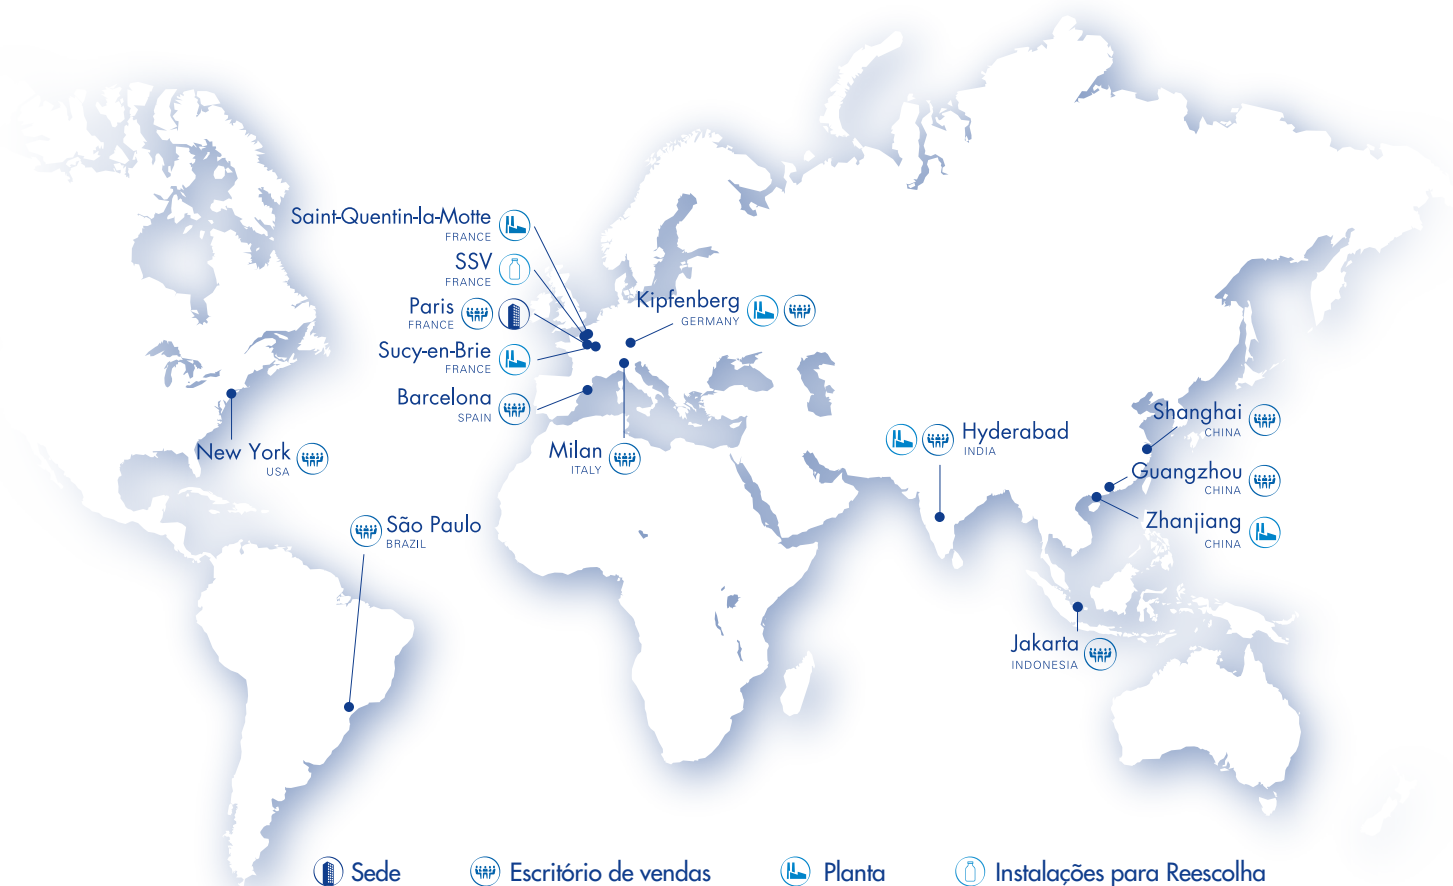 Saint-Quentin-la-Motte
FRANCE
SSV
FRANCE
Paris
FRANCE
Kipfenberg
GERMANY
Sucy-en-Brie
FRANCE
Barcelona
SPAIN
New York
USA
Milan
ITALY
Hyderabad
INDIA
Shanghai
CHINA
Guangzhou
CHINA
Zhanjiang
CHINA
São Paulo
BRAZIL
Jakarta
INDONESIA
Sede
Escritório de vendas
Planta
Instalações para Reescolha